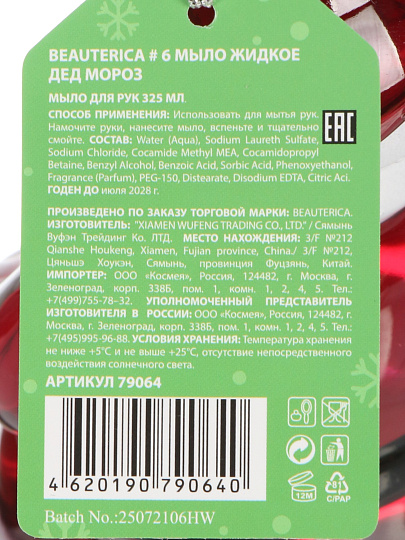 BEAUTERICA # 6 МЫЛО ЖИДКОЕ
ДЕД МОРОЗ
МЫЛО ДЛЯ РУК 325 МЛ.
СПОСОБ ПРИМЕНЕНИЯ: Использовать для мытья рук.
Намочите руки, нанесите мыло, вспеньте и тщательно
смойте. СОСТАВ: Water (Aqua), Sodium Laureth Sulfate,
Sodium Chloride, Cocamide Methyl MEA, Cocamidopropyl
Betaine, Benzyl Alcohol, Benzoic Acid, Sorbic Acid, Phenoxyethanol,
Fragrance (Parfum), PEG-150, Distearate, Disodium EDTA, Citric Aci.
ГОДЕН ДО июля 2028 г.
EAC
ПРОИЗВЕДЕНО ПО ЗАКАЗУ ТОРГОВОЙ МАРКИ: BEAUTERICA.
ИЗГОТОВИТЕЛЬ: "XIAMEN WUFENG TRADING CO., LTD." / Сямынь
Вуфэн Трейдинг Ко. ЛТД. МЕСТО НАХОЖДЕНИЯ: 3/F №212
Qianshe Houkeng, Xiamen, Fujian province, China./ 3/F №212,
Цяньшэ Хоукэн, Сямынь, провинция Фуцзянь, Китай.
ИМПОРТЕР: ООО «Космея», Россия, 124482, г. Москва, г.
Зеленоград, корп. 338Б, пом. 1, комн. 1, 2, 4, 5. Тел.:
+7(499)755-78-32. УПОЛНОМОЧЕННЫЙ ПРЕДСТАВИТЕЛЬ
ИЗГОТОВИТЕЛЯ В РОССИИ: ООО «Космея», Россия, 124482, г.
Москва, г. Зеленоград, корп. 338Б, пом. 1, комн. 1, 2, 4, 5. Тел.:
+7(495)995-96-88. УСЛОВИЯ ХРАНЕНИЯ: Температура хранения
не ниже +5°С и не выше +25°С, отсутствие непосредственного
воздействия солнечного света.
АРТИКУЛ 79064
4 620190 790640
12M
81
C/PAP
Batch No.:25072106HW